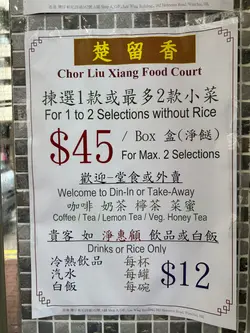 楚留香
Chor Liu Xiang Food Court
揀選1款或最多2款小菜
For 1 to 2 Selections without Rice
$45 / Box 盒(淨餸)
For Max. 2 Selections
歡迎一堂食或外賣
Welcome to Din-In or Take-Away
咖啡 奶茶 檸茶 菜蜜
Coffee / Tea / Lemon Tea / Veg. Honey Tea
貴客 如 淨惠顧 飲品或白飯
Drinks or Rice Only
冷熱飲品 每杯
汽水 每罐 $12
白飯 每碗